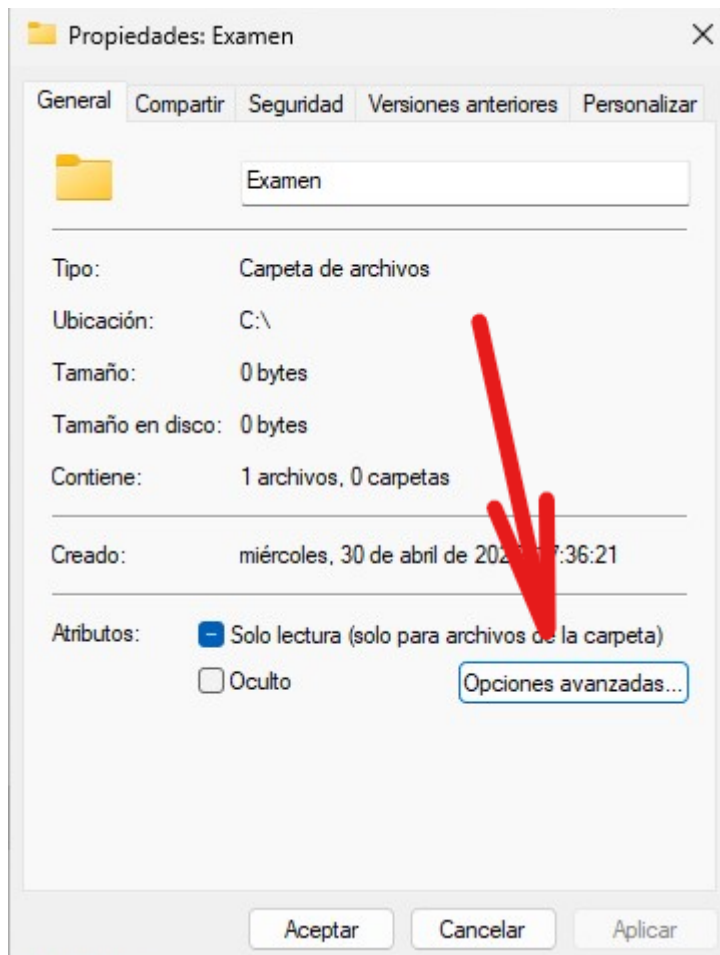 Propiedades: Examen
General Compartir Seguridad Versiones anteriores Personalizar
Examen
Tipo: Carpeta de archivos
Ubicación: C:\
Tamaño: 0 bytes
Tamaño en disco: 0 bytes
Contiene: 1 archivos, 0 carpetas
Creado: miércoles, 30 de abril de :36:21
Atributos: Solo lectura (solo para archivos de la carpeta)
Oculto Opciones avanzadas...
Aceptar Cancelar Aplicar